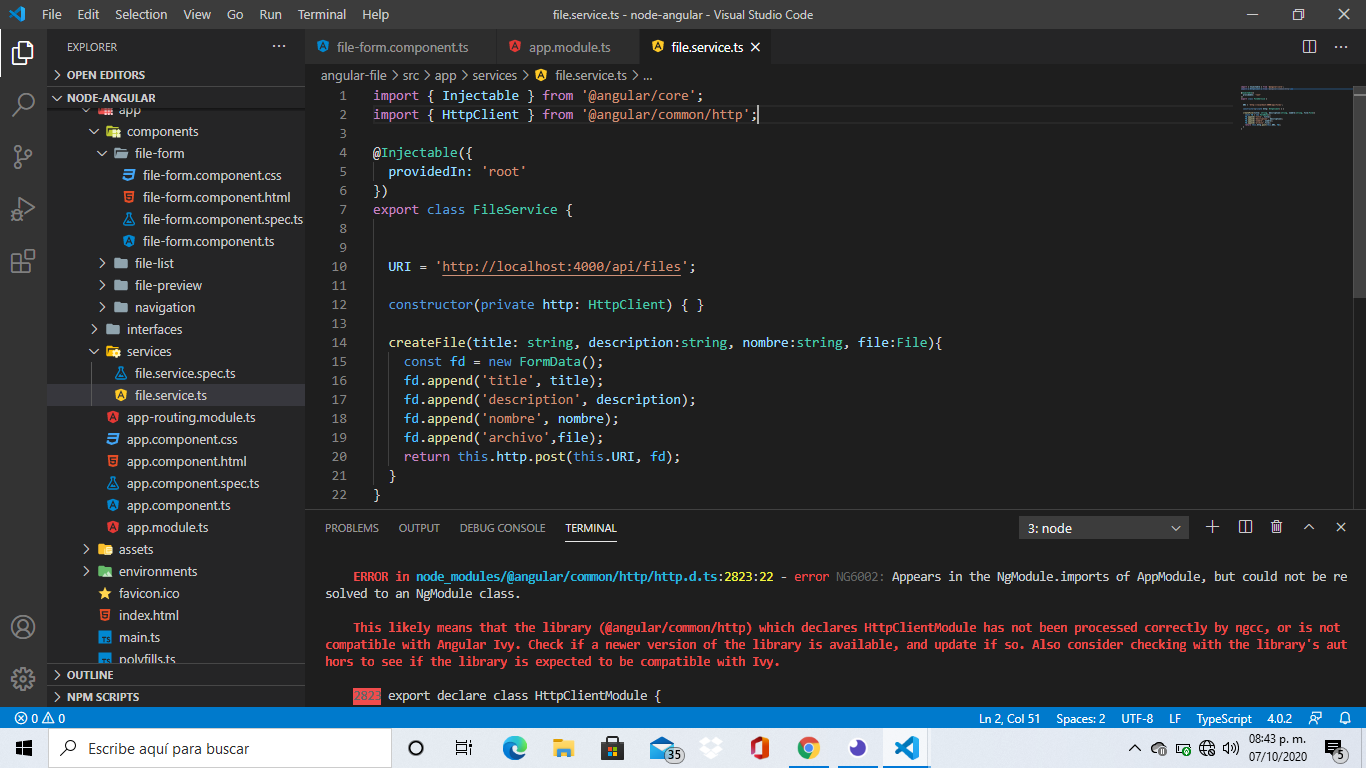 File Edit Selection View Go Run Terminal Help file.service.ts - node-angular - Visual Studio Code
EXPLORER ···
OPEN EDITORS
NODE-ANGULAR
app
components
file-form
file-form.component.css
file-form.component.html
file-form.component.spec.ts
file-form.component.ts
file-list
file-preview
navigation
interfaces
services
file.service.spec.ts
file.service.ts
app-routing.module.ts
app.component.css
app.component.html
app.component.spec.ts
app.component.ts
app.module.ts
assets
environments
favicon.ico
index.html
main.ts
polyfills.ts
OUTLINE
NPM SCRIPTS
file-form.component.ts app.module.ts file.service.ts
angular-file > src > app > services > file.service.ts > ...
1 import { Injectable } from '@angular/core';
2 import { HttpClient } from '@angular/common/http';
3
4 @Injectable({
5 providedIn: 'root'
6 })
7 export class FileService {
8
9
10 URI = 'http://localhost:4000/api/files';
11
12 constructor(private http: HttpClient) { }
13
14 createFile(title: string, description:string, nombre:string, file:File){
15 const fd = new FormData();
16 fd.append('title', title);
17 fd.append('description', description);
18 fd.append('nombre', nombre);
19 fd.append('archivo',file);
20 return this.http.post(this.URI, fd);
21 }
22 }
PROBLEMS OUTPUT DEBUG CONSOLE TERMINAL 3: node
ERROR in node_modules/@angular/common/http/http.d.ts:2823:22 - error NG6002: Appears in the NgModule.imports of AppModule, but could not be re
solved to an NgModule class.
This likely means that the library (@angular/common/http) which declares HttpClientModule has not been processed correctly by ngcc, or is not
compatible with Angular Ivy. Check if a newer version of the library is available, and update if so. Also consider checking with the library's aut
hors to see if the library is expected to be compatible with Ivy.
2823 export declare class HttpClientModule {
0 0 Ln 2, Col 51 Spaces: 2 UTF-8 LF TypeScript 4.0.2
Escribe aquí para buscar 35 08:43 p. m.
07/10/2020 5